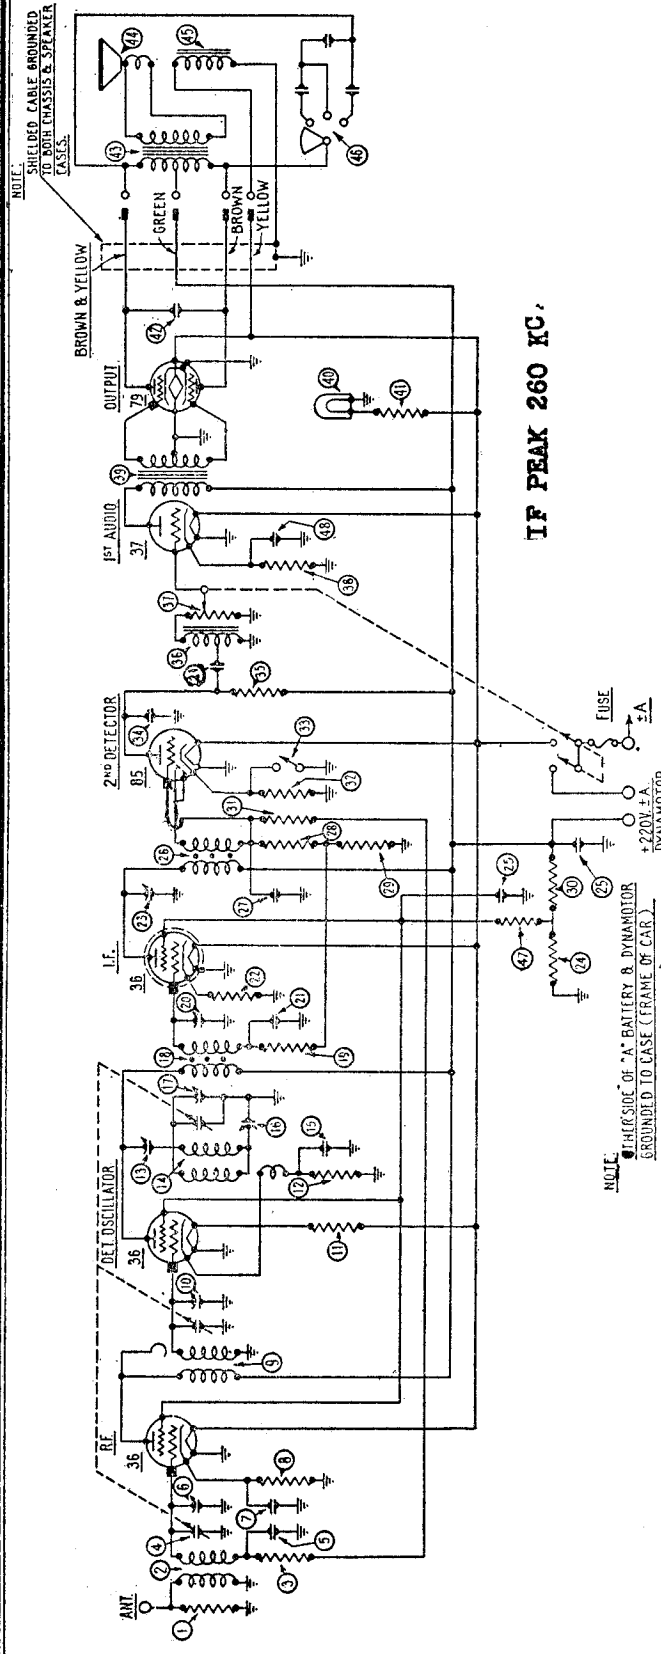 NOTE:
SHIELDED CABLE GROUNDED
TO BOTH CHASSIS & SPEAKER
CASES.
ANT.
R.F.
36
DET. OSCILLATOR
36
I.F.
36
2ND DETECTOR
85
1ST AUDIO
37
OUTPUT
79
BROWN & YELLOW
GREEN
BROWN
YELLOW
1
2
3
4
5
6
7
8
9
10
11
12
13
14
15
16
17
18
19
20
21
22
23
24
25
25
26
27
28
29
30
31
32
33
34
35
36
37
38
39
40
41
42
43
44
45
46
47
48
IF PEAK 260 KC.
FUSE
±A
+220V. ±A
DYNAMOTOR
NOTE:
OTHER SIDE OF "A" BATTERY & DYNAMOTOR
GROUNDED TO CASE (FRAME OF CAR)